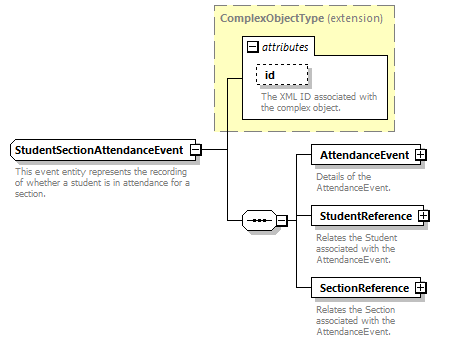 ComplexObjectType (extension)
attributes
id
The XML ID associated with
the complex object.
StudentSectionAttendanceEvent
This event entity represents the recording
of whether a student is in attendance for a
section.
AttendanceEvent
Details of the
AttendanceEvent.
StudentReference
Relates the Student
associated with the
AttendanceEvent.
SectionReference
Relates the Section
associated with the
AttendanceEvent.